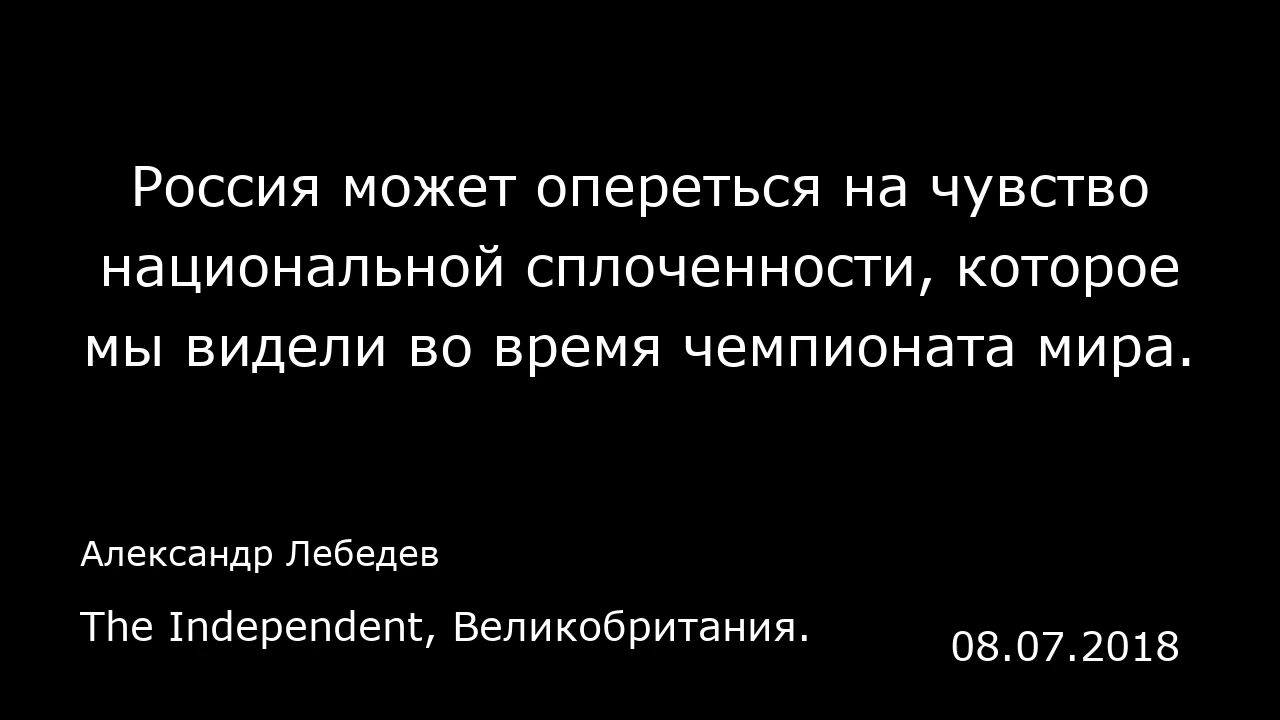 Россия может опереться на чувство
национальной сплоченности, которое
мы видели во время чемпионата мира.
Александр Лебедев
The Independent, Великобритания.
08.07.2018